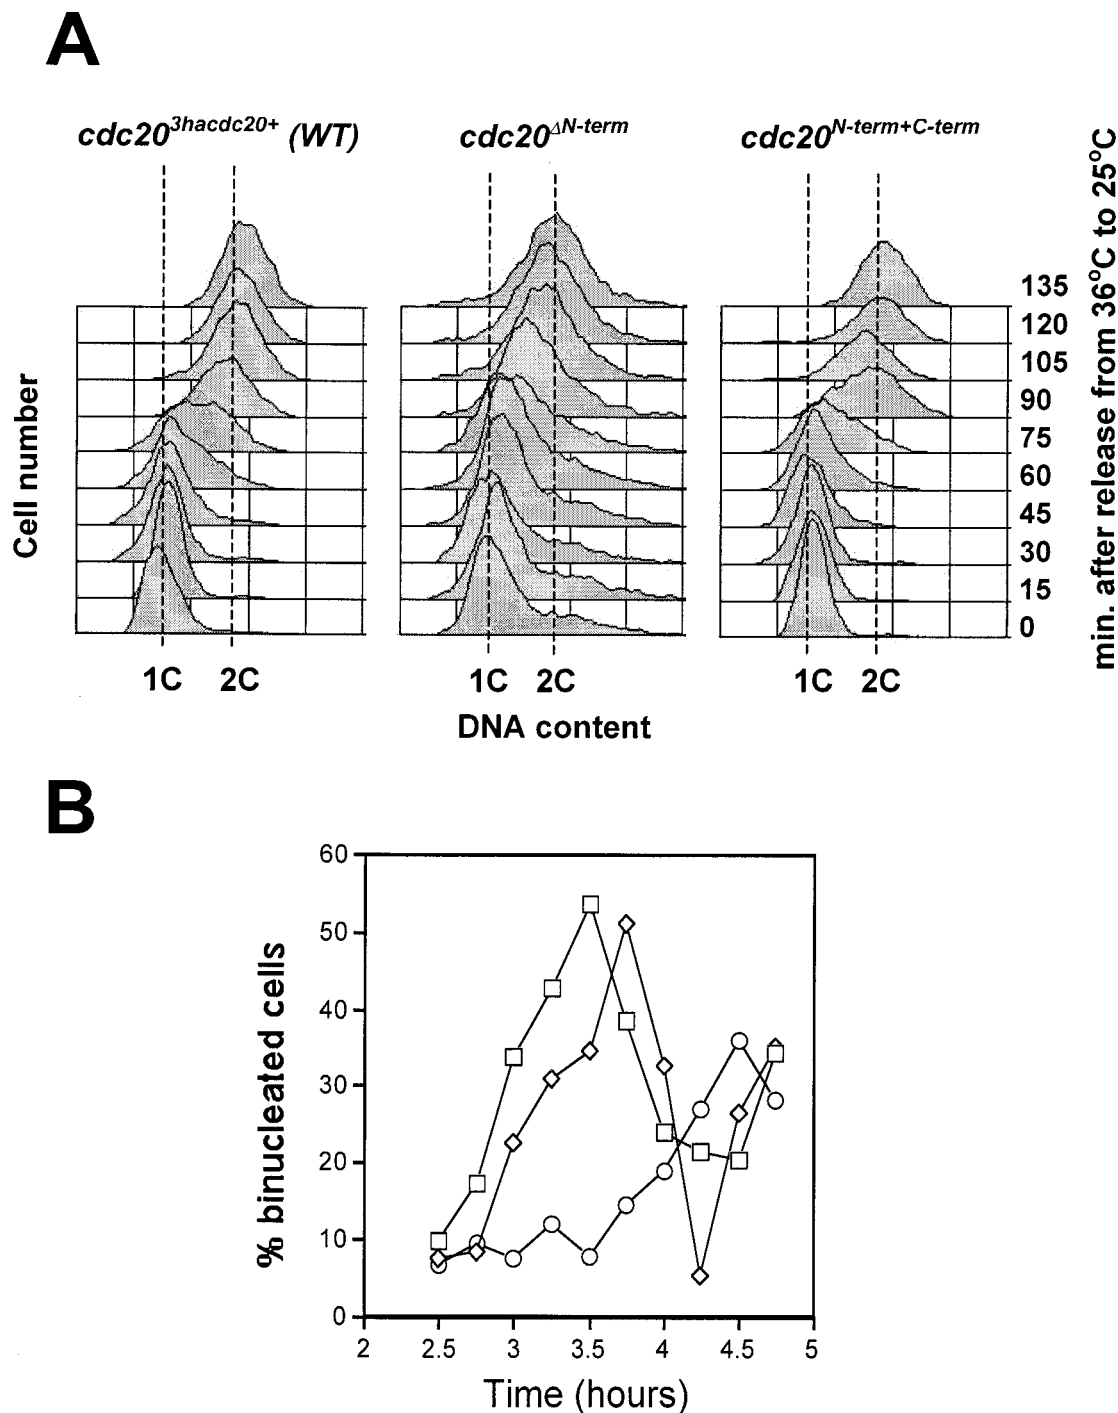 A
cdc20^3hacdc20+ (WT)
cdc20^ΔN-term
cdc20^N-term+C-term
min. after release from 36°C to 25°C
Cell number
135
120
105
90
75
60
45
30
15
0
1C 2C 1C 2C 1C 2C
DNA content
B
% binucleated cells
60
50
40
30
20
10
0
2 2.5 3 3.5 4 4.5 5
Time (hours)